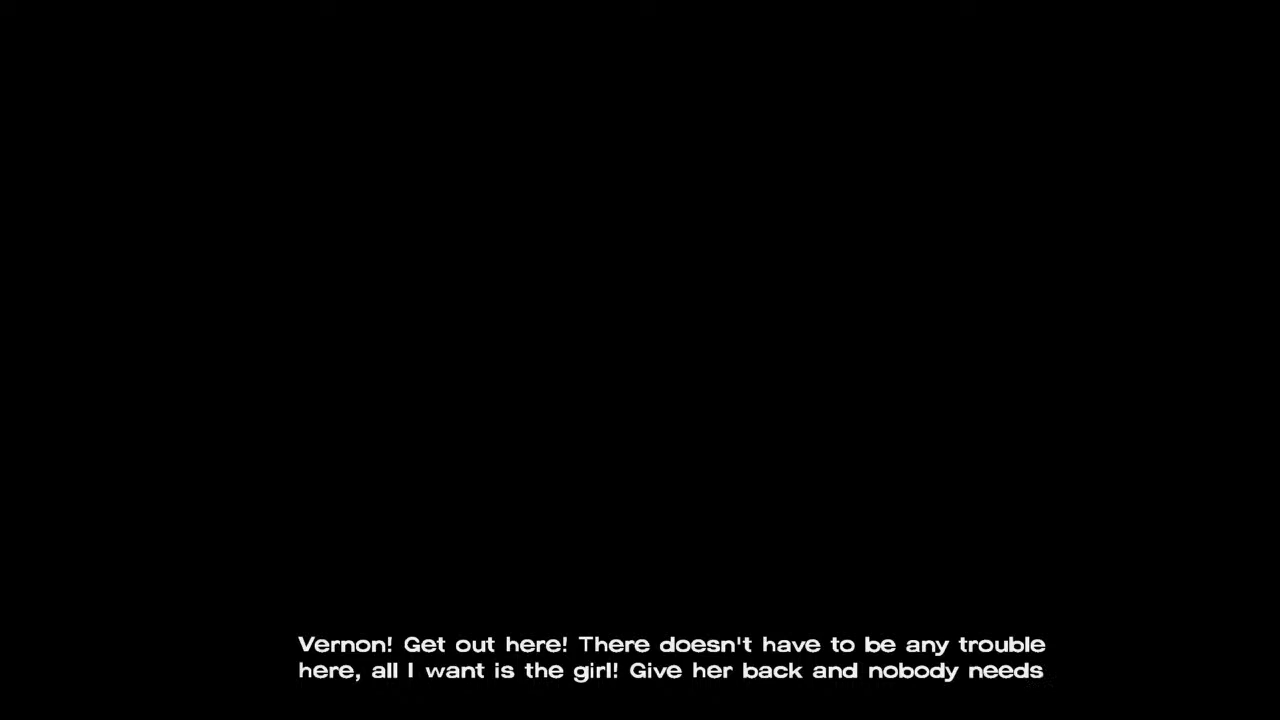 Vernon! Get out here! There doesn't have to be any trouble
here, all I want is the girl! Give her back and nobody needs